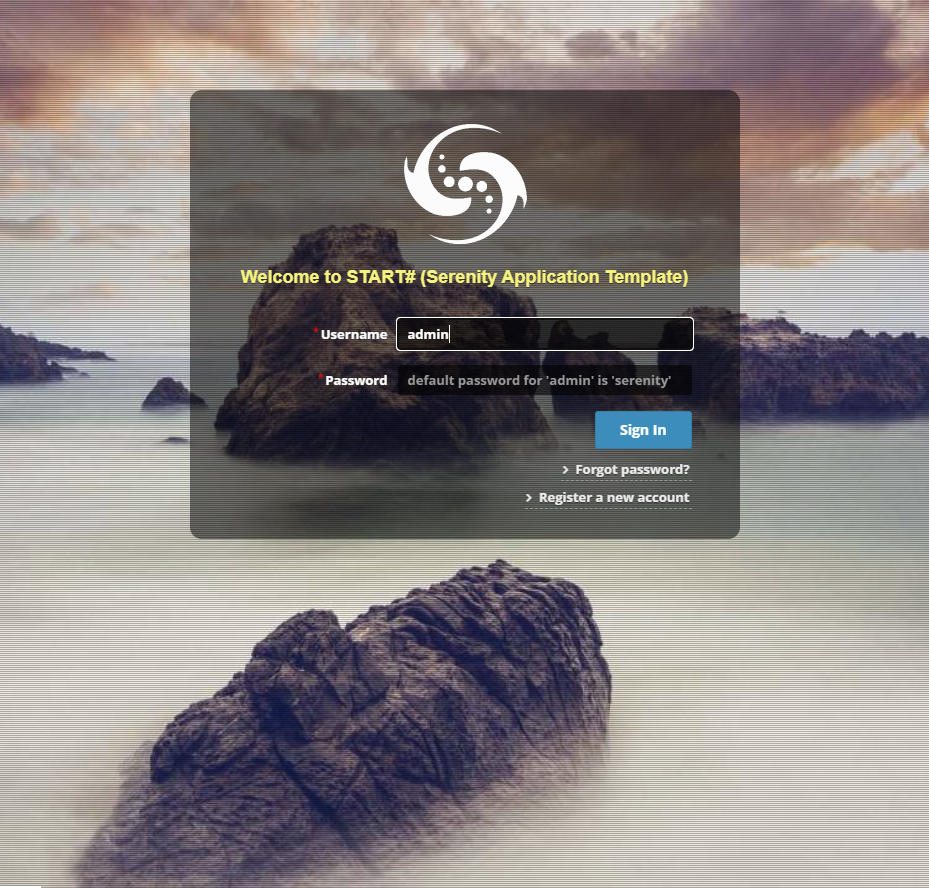 Welcome to START# (Serenity Application Template)
* Username admin
* Password default password for 'admin' is 'serenity'
Sign In
Forgot password?
Register a new account